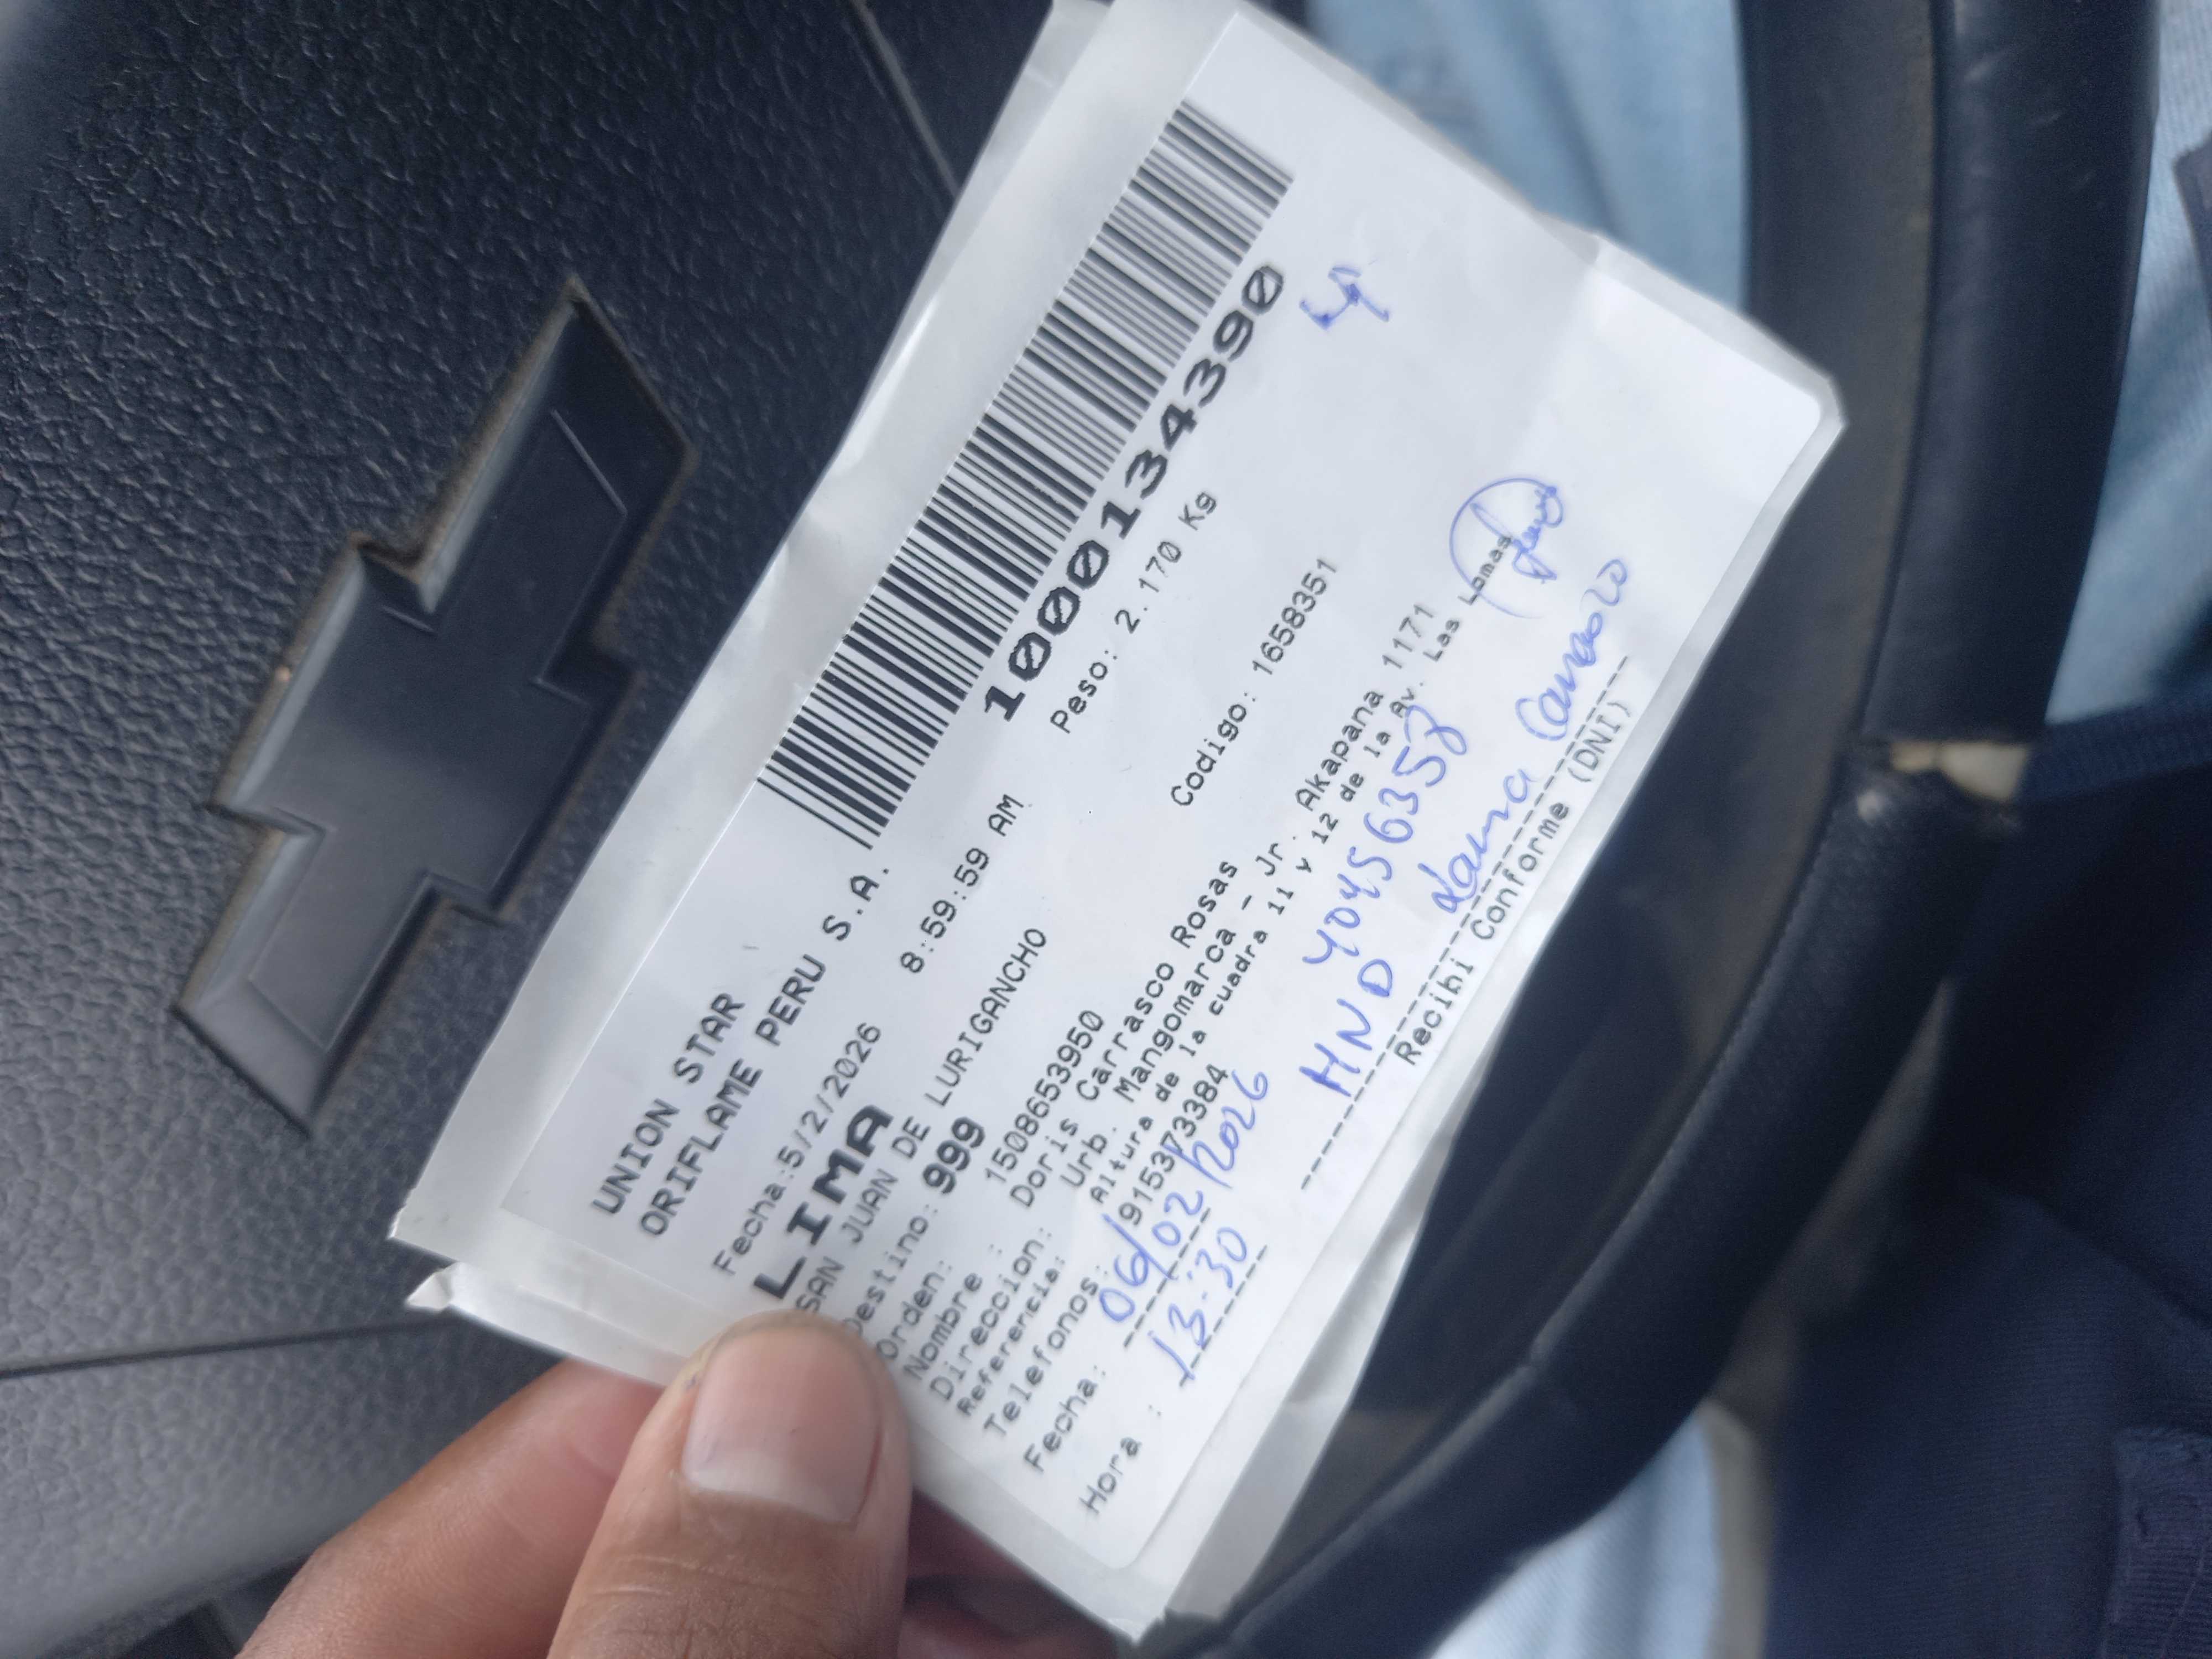 UNION STAR
ORIFLAME PERU S.A.
10001344390
Fecha:5/2/2026 8:59:59 AM Peso: 2.170 Kg
LIMA
SAN JUAN DE LURIGANCHO
Destino: 999 Codigo: 1658351
Orden: 1508653950
Nombre : Doris Carrasco Rosas
Direccion: Urb. Mangomarca - Jr. Akapana 1171
Referencia: Altura de la cuadra 11 y 12 de la Av. Las Lomas
Telefonos: 915373384
Fecha: 06/02/2026
HND 40456358
Hora : 13:30
Carrasco
Recibi Conforme (DNI)